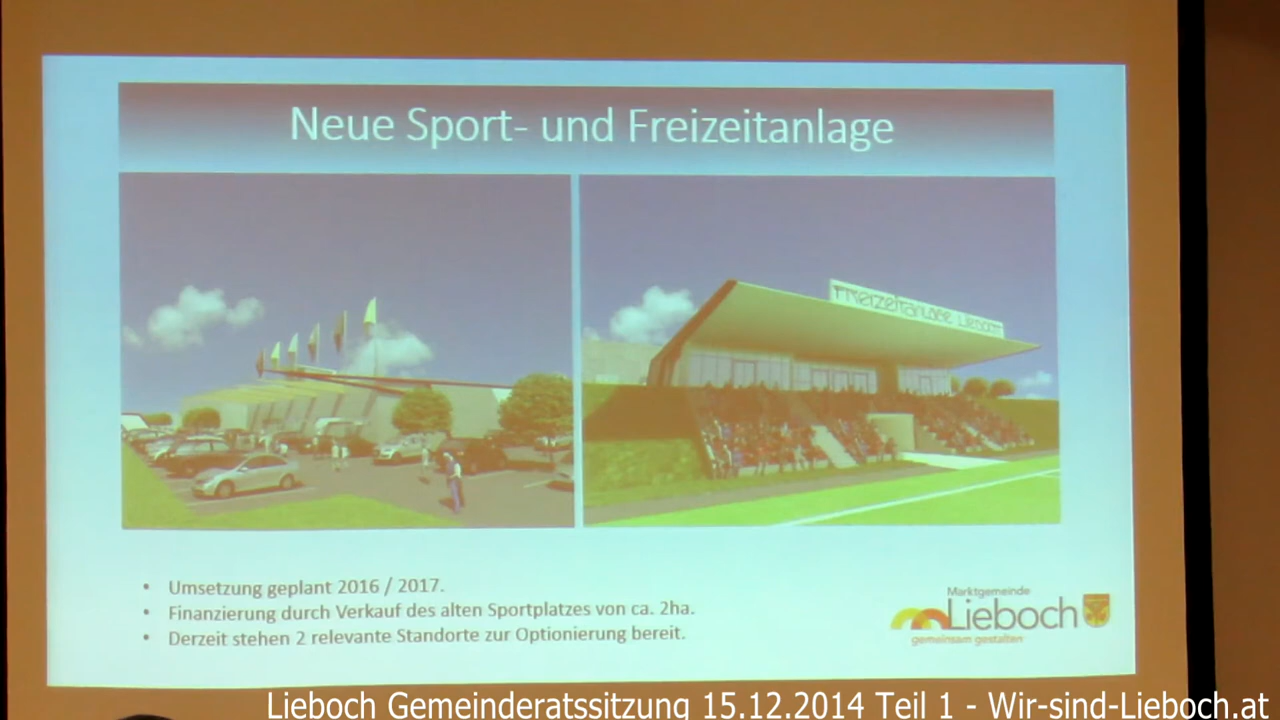 Neue Sport- und Freizeitanlage
Freizeitanlage Lieboch
• Umsetzung geplant 2016 / 2017.
• Finanzierung durch Verkauf des alten Sportplatzes von ca. 2ha.
• Derzeit stehen 2 relevante Standorte zur Optionierung bereit.
Marktgemeinde
Lieboch
gemeinsam gestalten
Lieboch Gemeinderatssitzung 15.12.2014 Teil 1 - Wir-sind-Lieboch.at